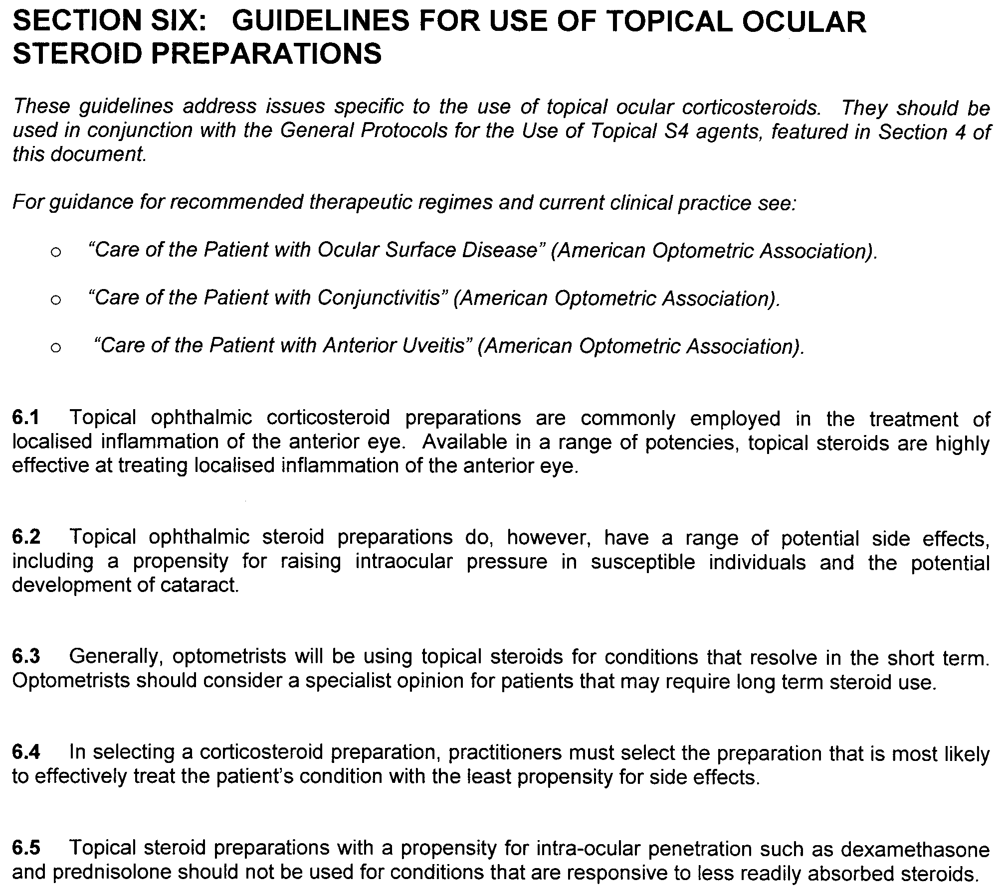 SECTION SIX: GUIDELINES FOR USE OF TOPICAL OCULAR
STEROID PREPARATIONS
These guidelines address issues specific to the use of topical ocular corticosteroids. They should be
used in conjunction with the General Protocols for the Use of Topical S4 agents, featured in Section 4 of
this document.
For guidance for recommended therapeutic regimes and current clinical practice see:
o "Care of the Patient with Ocular Surface Disease" (American Optometric Association).
o "Care of the Patient with Conjunctivitis" (American Optometric Association).
o "Care of the Patient with Anterior Uveitis" (American Optometric Association).
6.1 Topical ophthalmic corticosteroid preparations are commonly employed in the treatment of
localised inflammation of the anterior eye. Available in a range of potencies, topical steroids are highly
effective at treating localised inflammation of the anterior eye.
6.2 Topical ophthalmic steroid preparations do, however, have a range of potential side effects,
including a propensity for raising intraocular pressure in susceptible individuals and the potential
development of cataract.
6.3 Generally, optometrists will be using topical steroids for conditions that resolve in the short term.
Optometrists should consider a specialist opinion for patients that may require long term steroid use.
6.4 In selecting a corticosteroid preparation, practitioners must select the preparation that is most likely
to effectively treat the patient's condition with the least propensity for side effects.
6.5 Topical steroid preparations with a propensity for intra-ocular penetration such as dexamethasone
and prednisolone should not be used for conditions that are responsive to less readily absorbed steroids.